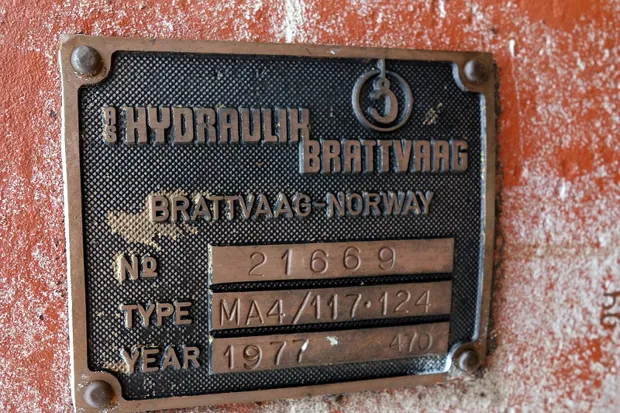 A/S HYDRAULIK
BRATTVAAG
BRATTVAAG-NORWAY
No 21669
TYPE MA4/117·124
YEAR 1977 470